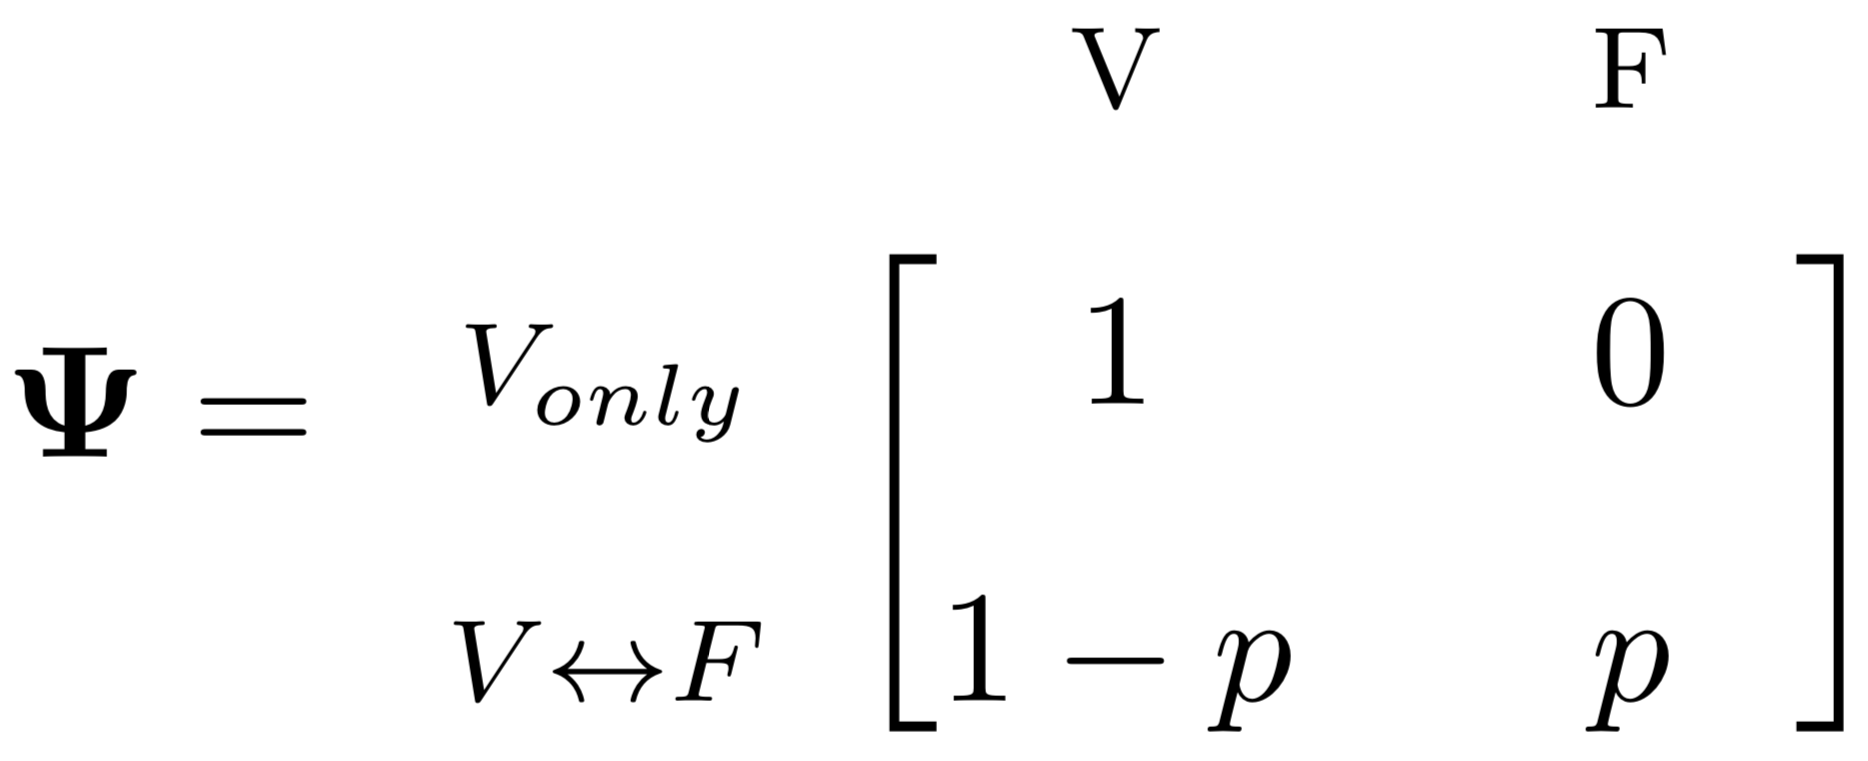 V F
Ψ = V_only [ 1 0
V↔F 1 − p p ]